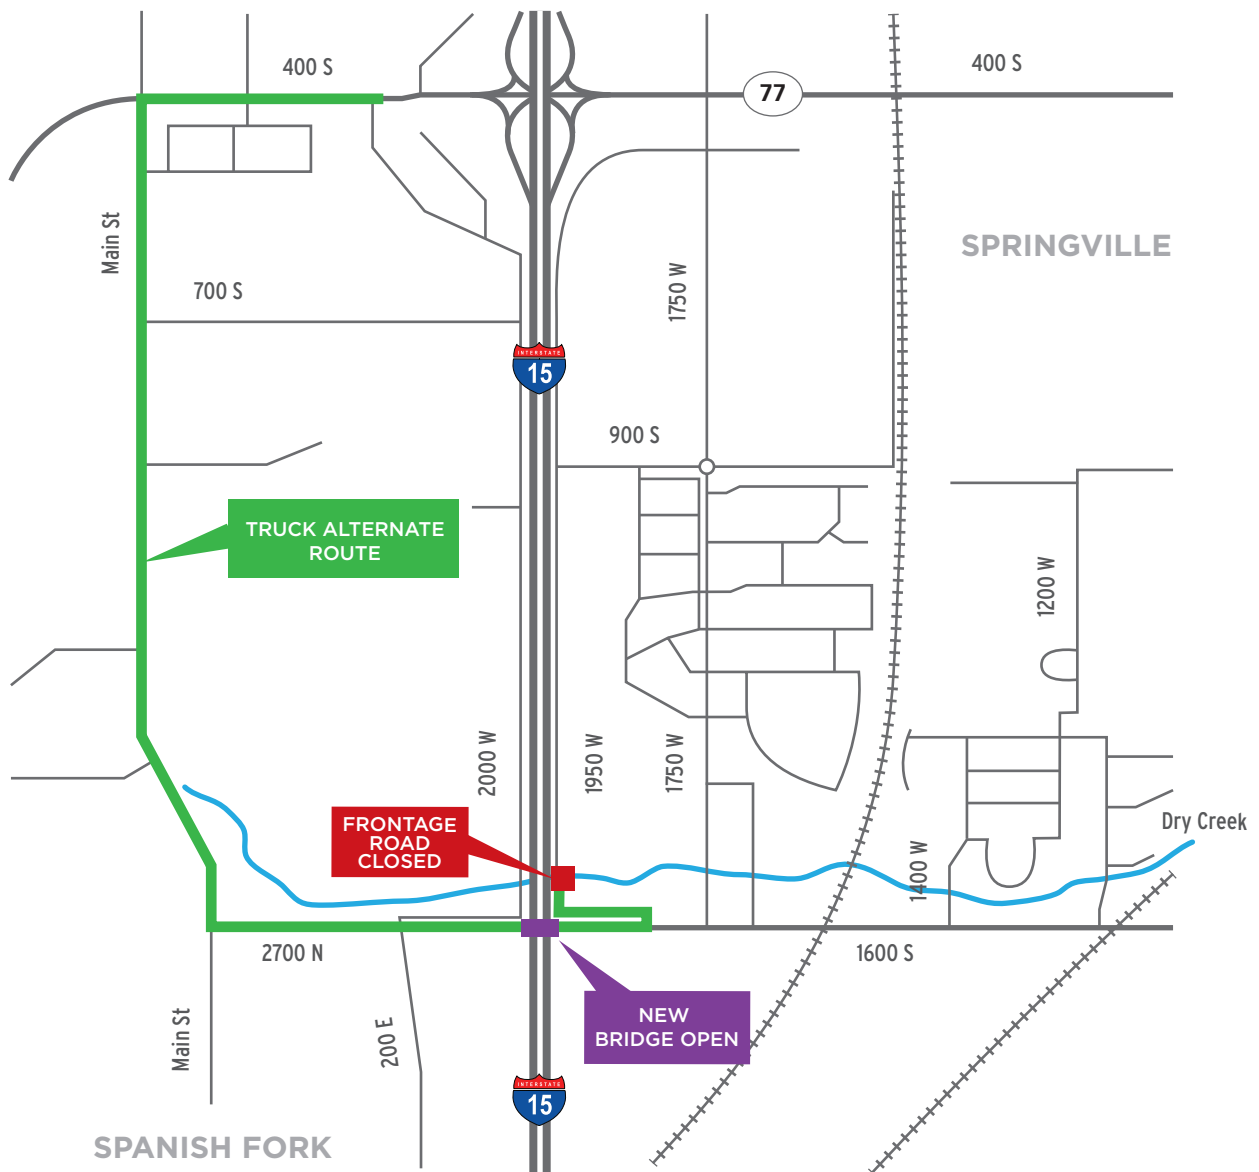 400 S
77
400 S
Main St
SPRINGVILLE
1750 W
700 S
INTERSTATE
15
900 S
TRUCK ALTERNATE
ROUTE
1200 W
2000 W
1950 W
1750 W
FRONTAGE
ROAD
CLOSED
Dry Creek
1400 W
2700 N
1600 S
NEW
BRIDGE OPEN
Main St
200 E
INTERSTATE
15
SPANISH FORK